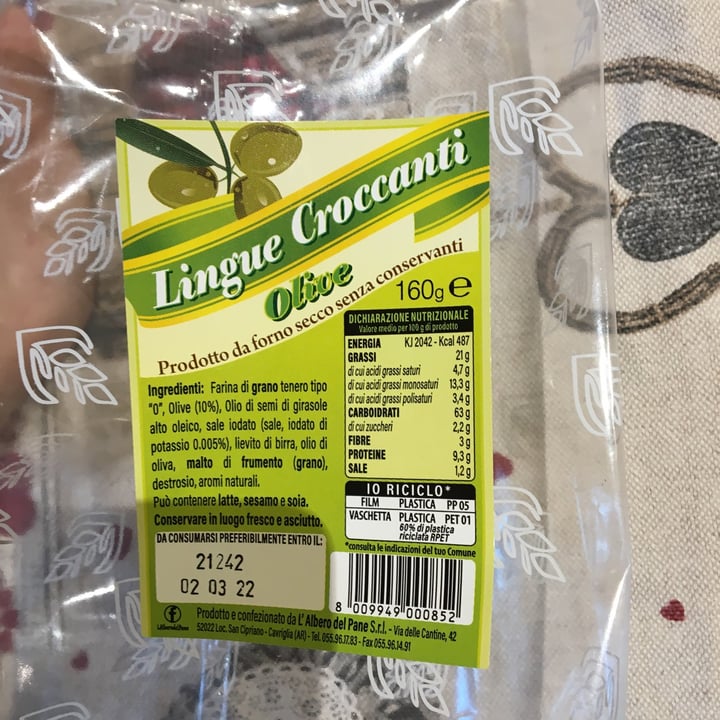 Lingue Croccanti
Olive
Prodotto da forno secco senza conservanti
160g e
DICHIARAZIONE NUTRIZIONALE
Valore medio per 100 g di prodotto
ENERGIA KJ 2042 - Kcal 487
GRASSI 21 g
di cui acidi grassi saturi 4,7 g
di cui acidi grassi monosaturi 13,3 g
di cui acidi grassi polisaturi 3,4 g
CARBOIDRATI 63 g
di cui zuccheri 2,2 g
FIBRE 3 g
PROTEINE 9,3 g
SALE 1,2 g
Ingredienti: Farina di grano tenero tipo
"0", Olive (10%), Olio di semi di girasole
alto oleico, sale iodato (sale, iodato di
potassio 0.005%), lievito di birra, olio di
oliva, malto di frumento (grano),
destrosio, aromi naturali.
Può contenere latte, sesamo e soia.
Conservare in luogo fresco e asciutto.
DA CONSUMARSI PREFERIBILMENTE ENTRO IL:
21242
02 03 22
IO RICICLO*
FILM PLASTICA PP 05
VASCHETTA PLASTICA PET 01
60% di plastica
riciclata RPET
*consulta le indicazioni del tuo Comune
8 009949 000852
Prodotto e confezionato da L'Albero del Pane S.r.l. - Via delle Cantine, 42
52022 Loc. San Cipriano - Cavriglia (AR) - Tel. 055.96.17.83 - Fax 055.96.14.91